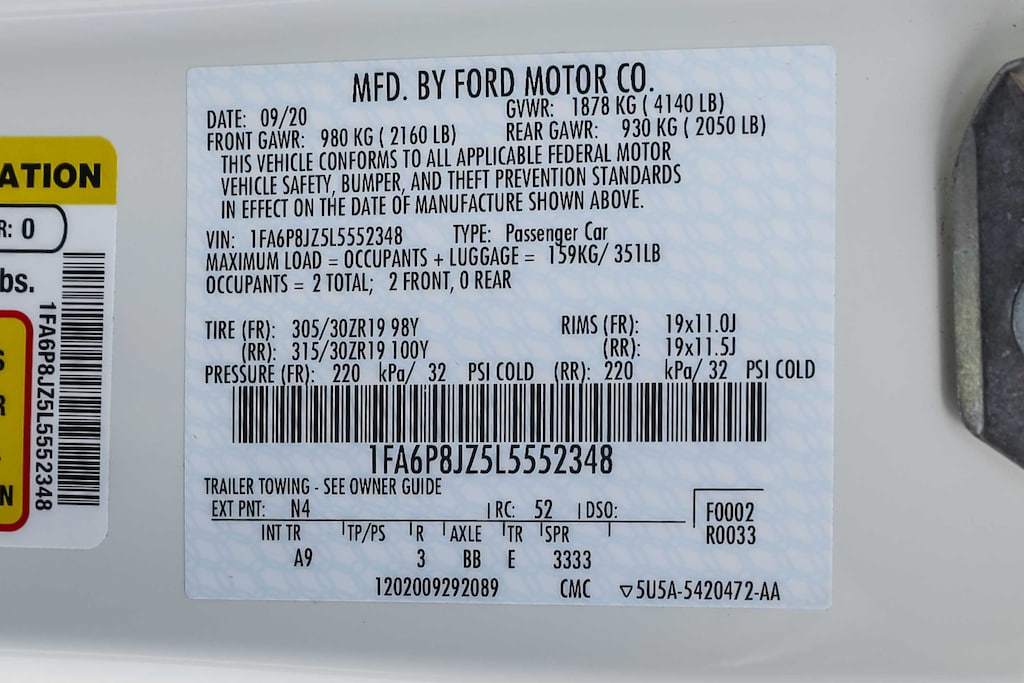 MFD. BY FORD MOTOR CO.
DATE: 09/20 GVWR: 1878 KG ( 4140 LB)
FRONT GAWR: 980 KG ( 2160 LB) REAR GAWR: 930 KG ( 2050 LB)
THIS VEHICLE CONFORMS TO ALL APPLICABLE FEDERAL MOTOR
VEHICLE SAFETY, BUMPER, AND THEFT PREVENTION STANDARDS
IN EFFECT ON THE DATE OF MANUFACTURE SHOWN ABOVE.
VIN: 1FA6P8JZ5L5552348 TYPE: Passenger Car
MAXIMUM LOAD = OCCUPANTS + LUGGAGE = 159KG/ 351LB
OCCUPANTS = 2 TOTAL; 2 FRONT, 0 REAR
TIRE (FR): 305/30ZR19 98Y RIMS (FR): 19x11.0J
(RR): 315/30ZR19 100Y (RR): 19x11.5J
PRESSURE (FR): 220 kPa/ 32 PSI COLD (RR): 220 kPa/ 32 PSI COLD
1FA6P8JZ5L5552348
TRAILER TOWING - SEE OWNER GUIDE
EXT PNT: N4 RC: 52 DSO: F0002
R0033
INT TR TP/PS R AXLE TR SPR
A9 3 BB E 3333
1202009292089 CMC ▽5U5A-5420472-AA
ATION
R: 0
bs.
1FA6P8JZ5L5552348
S
R
N